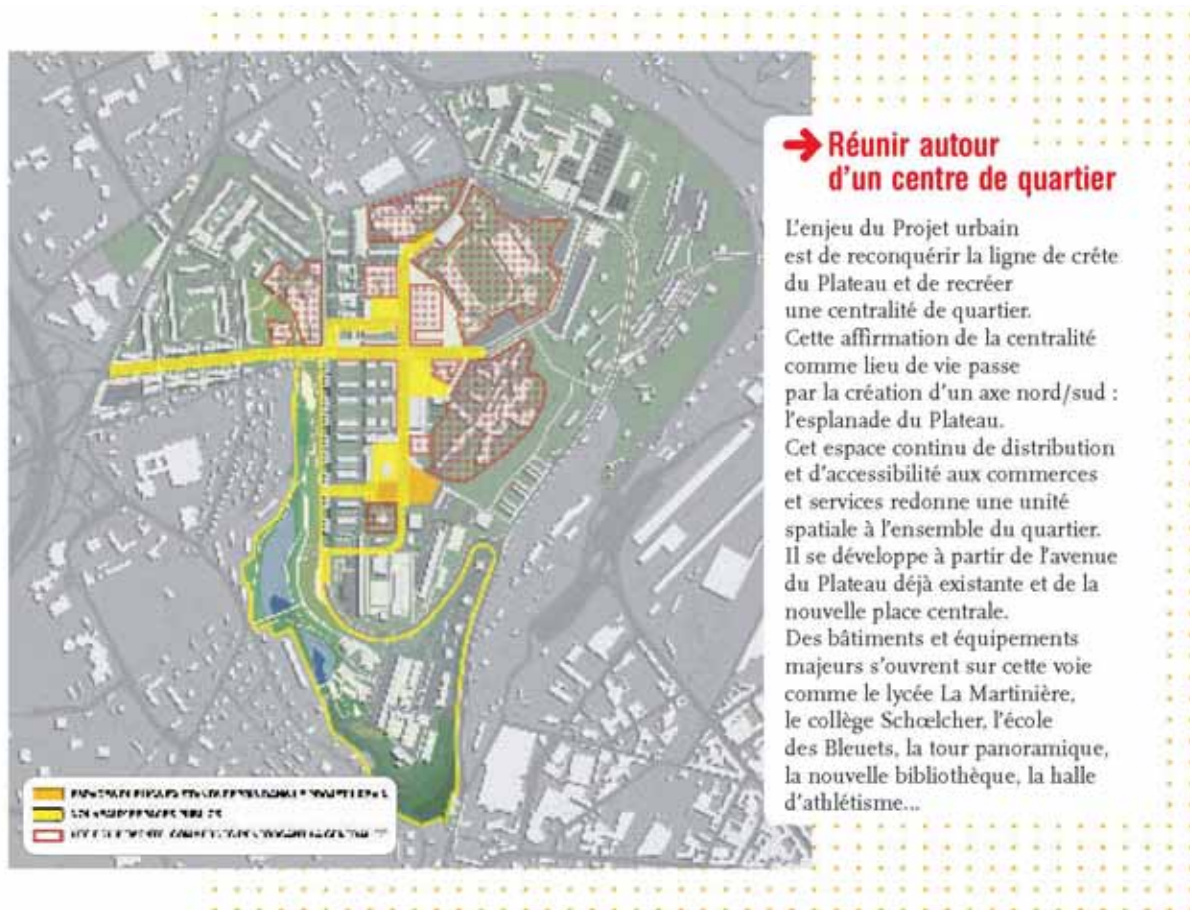 Réunir autour
d'un centre de quartier
L'enjeu du Projet urbain
est de reconquérir la ligne de crête
du Plateau et de recréer
une centralité de quartier.
Cette affirmation de la centralité
comme lieu de vie passe
par la création d'un axe nord/sud :
l'esplanade du Plateau.
Cet espace continu de distribution
et d'accessibilité aux commerces
et services redonne une unité
spatiale à l'ensemble du quartier.
Il se développe à partir de l'avenue
du Plateau déjà existante et de la
nouvelle place centrale.
Des bâtiments et équipements
majeurs s'ouvrent sur cette voie
comme le lycée La Martinière,
le collège Schœlcher, l'école
des Bleuets, la tour panoramique,
la nouvelle bibliothèque, la halle
d'athlétisme...